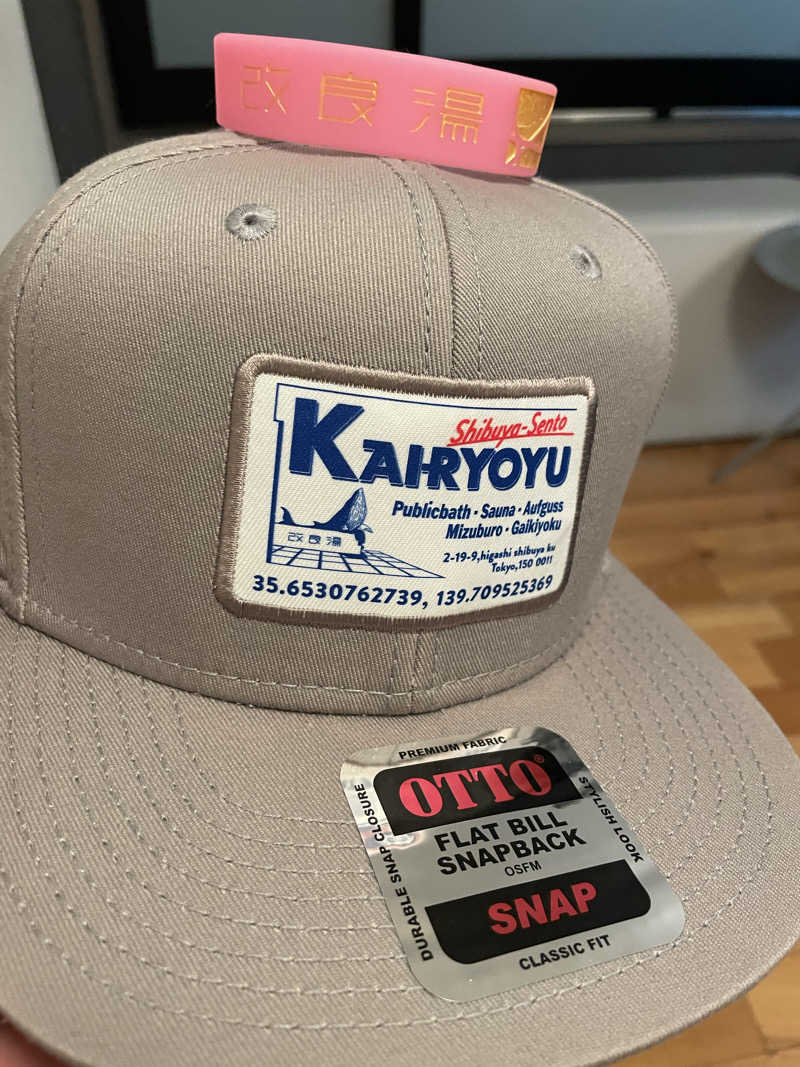 改良湯
Shibuya-Sento
KAIRYOYU
Publicbath · Sauna · Aufguss
Mizuburo · Gaikiyoku
改良湯
2-19-9,higashi shibuya ku
Tokyo,150 0011
35.6530762739, 139.709525369
PREMIUM FABRIC
OTTO®
DURABLE SNAP CLOSURE
STYLISH LOOK
FLAT BILL
SNAPBACK
OSFM
SNAP
CLASSIC FIT